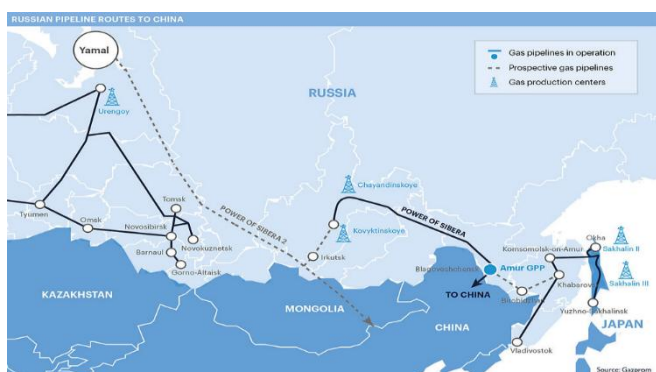 RUSSIAN PIPELINE ROUTES TO CHINA
Yamal
Gas pipelines in operation
Prospective gas pipelines
Gas production centers
RUSSIA
Urengoy
Chayandinskoye
POWER OF SIBERA 2
POWER OF SIBERA
Tyumen
Omsk
Tomsk
Novosibirsk
Novokuznetsk
Barnaul
Gorno-Altaisk
Kovyktinskoye
Irkutsk
Blagoveshchensk
Amur GPP
Komsomolsk-on-Amur
Okha
Sakhalin II
Khabarovsk
Sakhalin III
TO CHINA
Birobidzhan
Yuzhno-Sakhalinsk
KAZAKHSTAN
MONGOLIA
CHINA
JAPAN
Vladivostok
Source: Gazprom